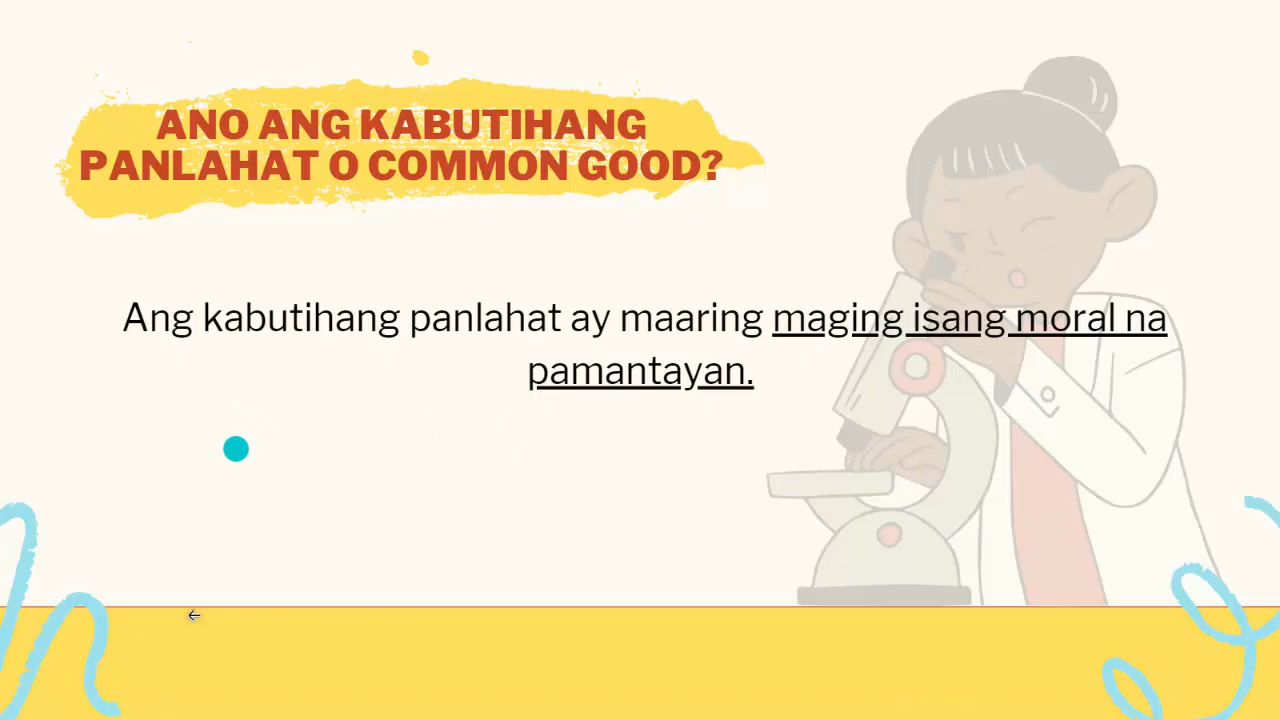 ANO ANG KABUTIHANG
PANLAHAT O COMMON GOOD?
Ang kabutihang panlahat ay maaring maging isang moral na
pamantayan.